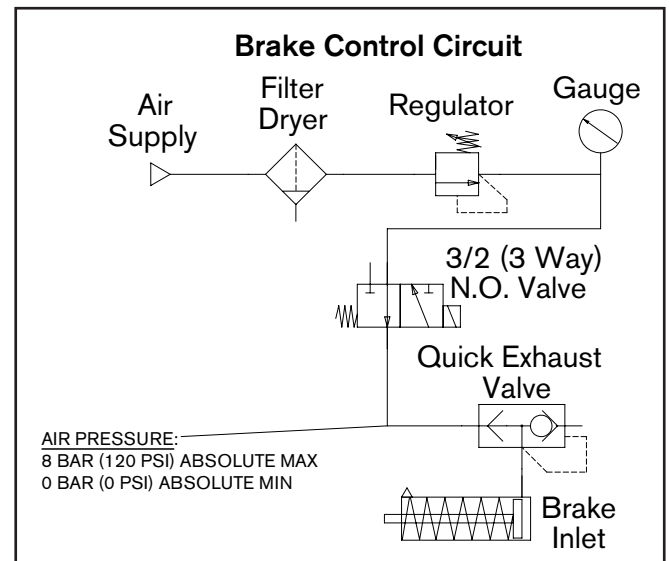 Brake Control Circuit
Air
Supply
Filter
Dryer
Regulator
Gauge
3/2 (3 Way)
N.O. Valve
Quick Exhaust
Valve
AIR PRESSURE:
8 BAR (120 PSI) ABSOLUTE MAX
0 BAR (0 PSI) ABSOLUTE MIN
Brake
Inlet